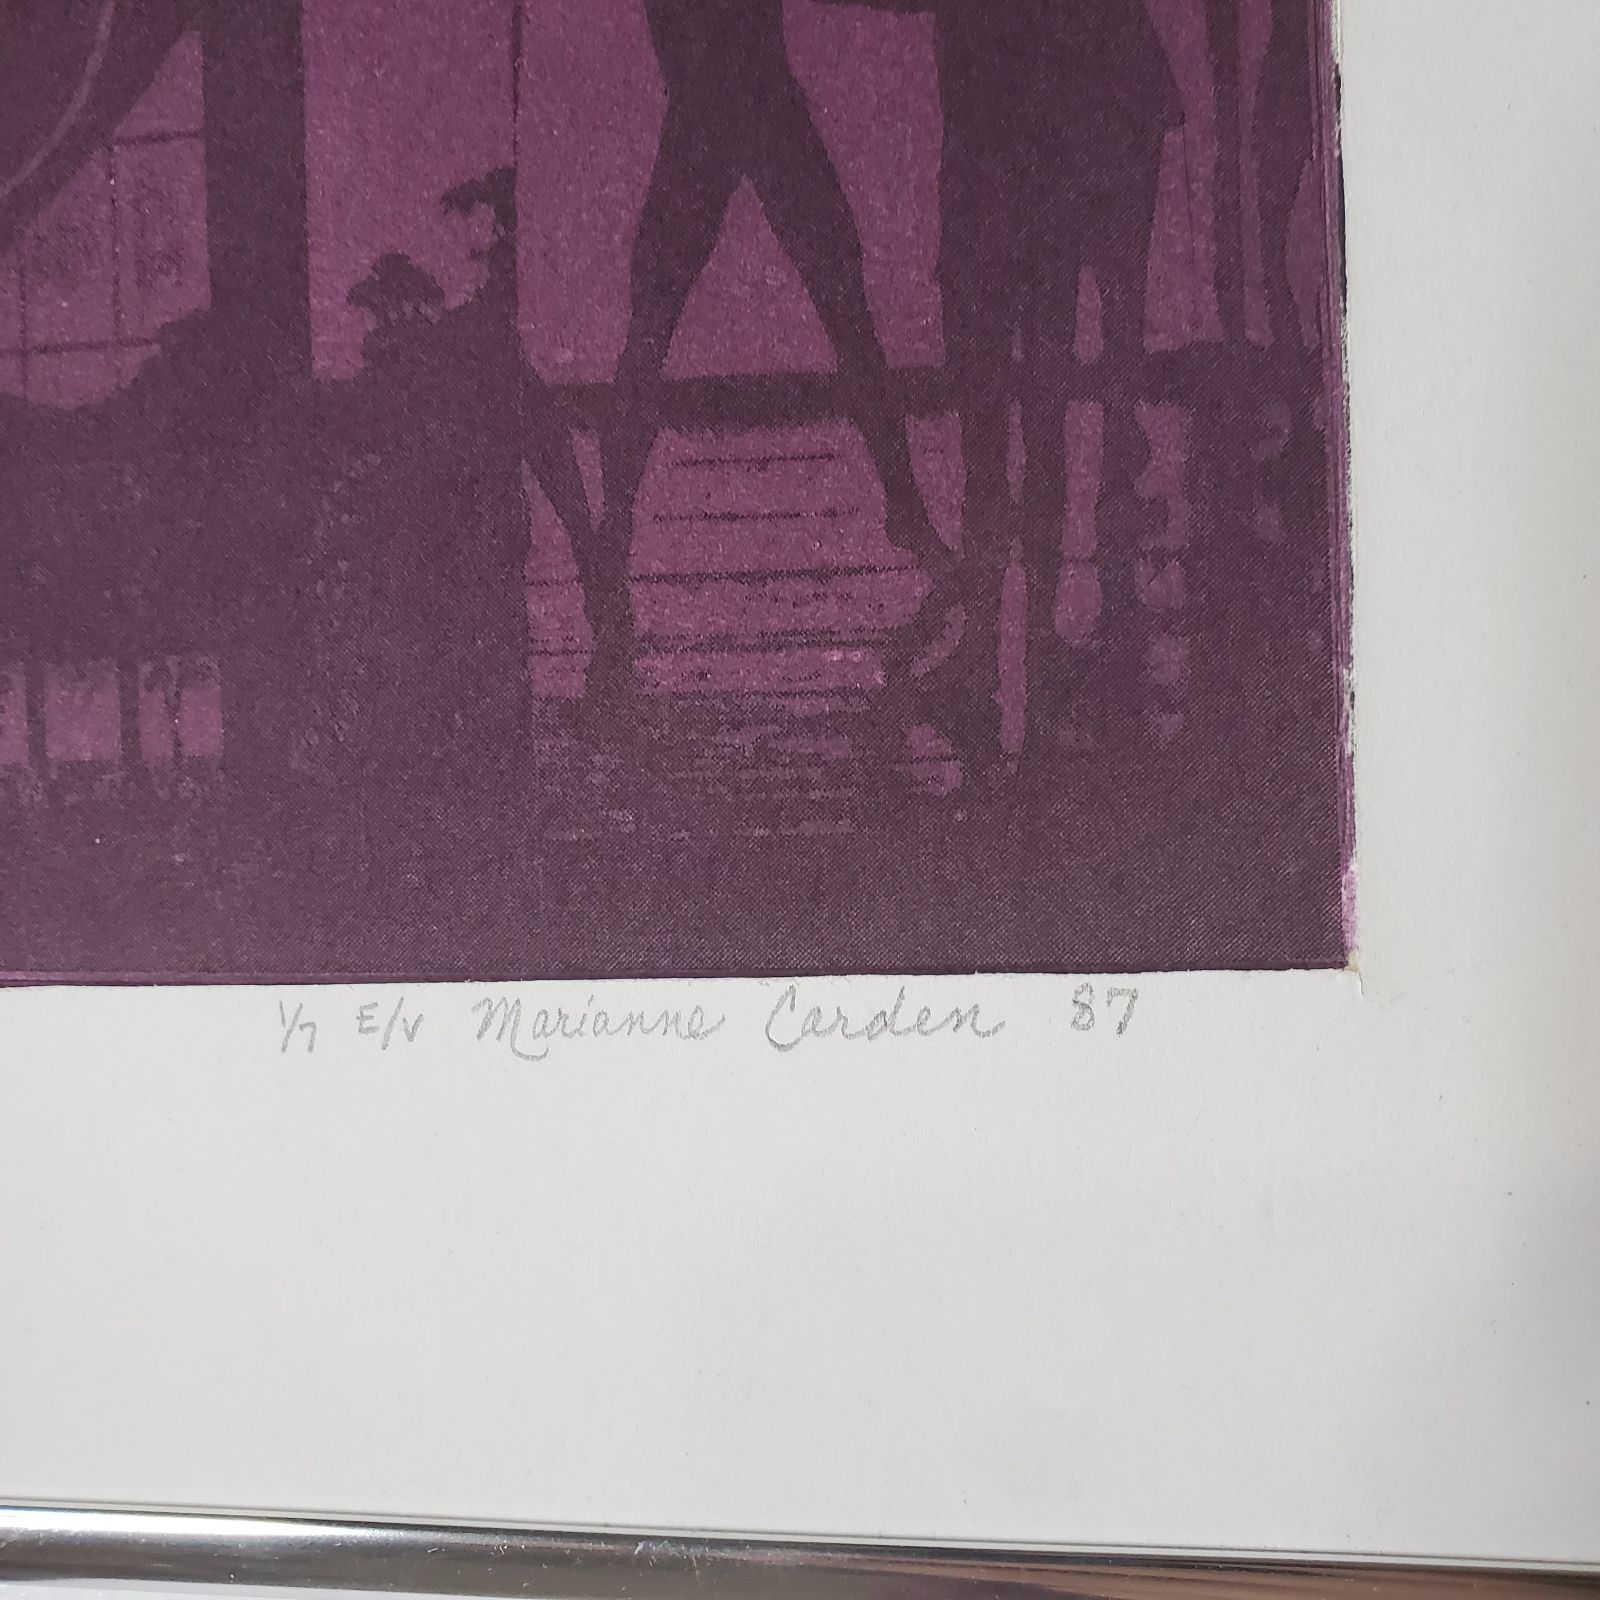 1/7 E/V Marianne Carden 87